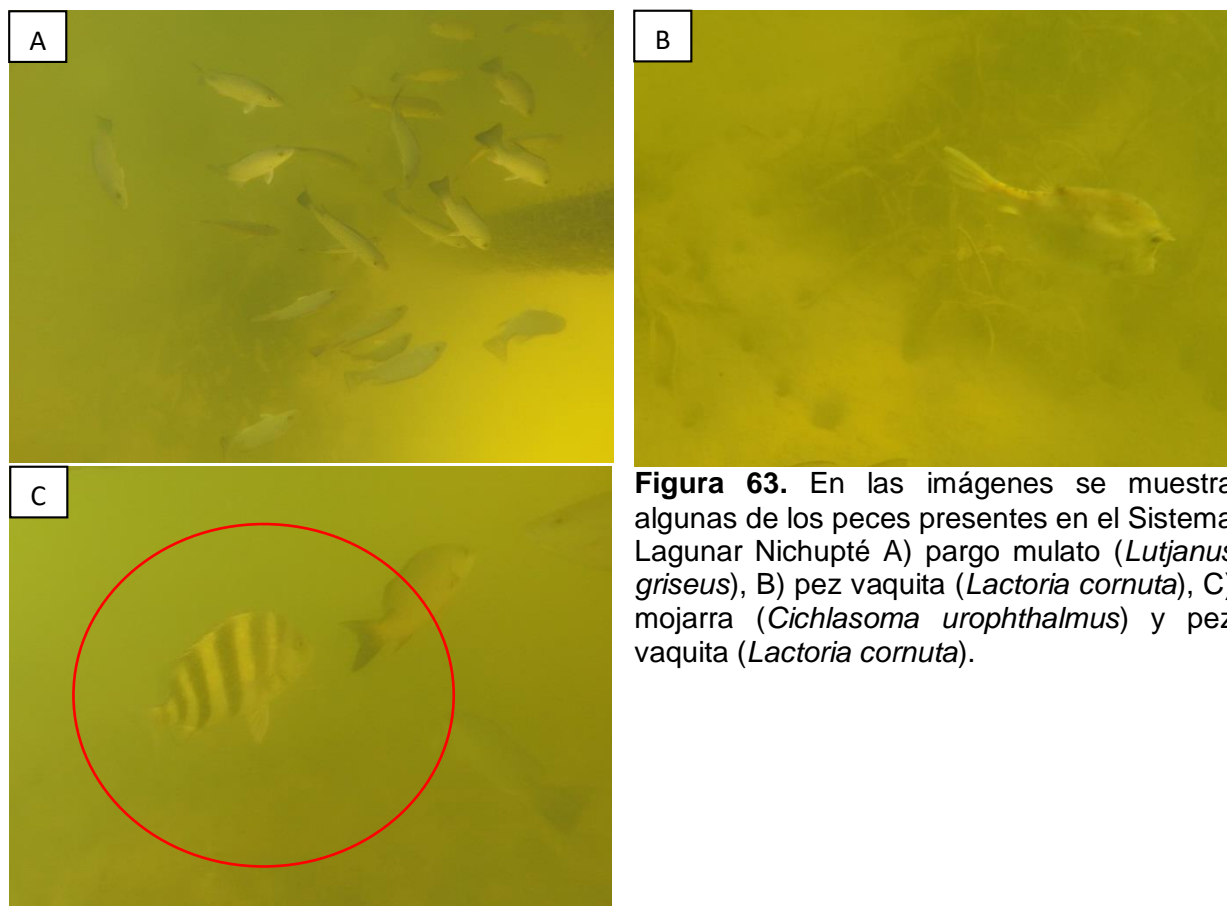 A
B
C
Figura 63. En las imágenes se muestra
algunas de los peces presentes en el Sistema
Lagunar Nichupté A) pargo mulato (Lutjanus
griseus), B) pez vaquita (Lactoria cornuta), C)
mojarra (Cichlasoma urophthalmus) y pez
vaquita (Lactoria cornuta).